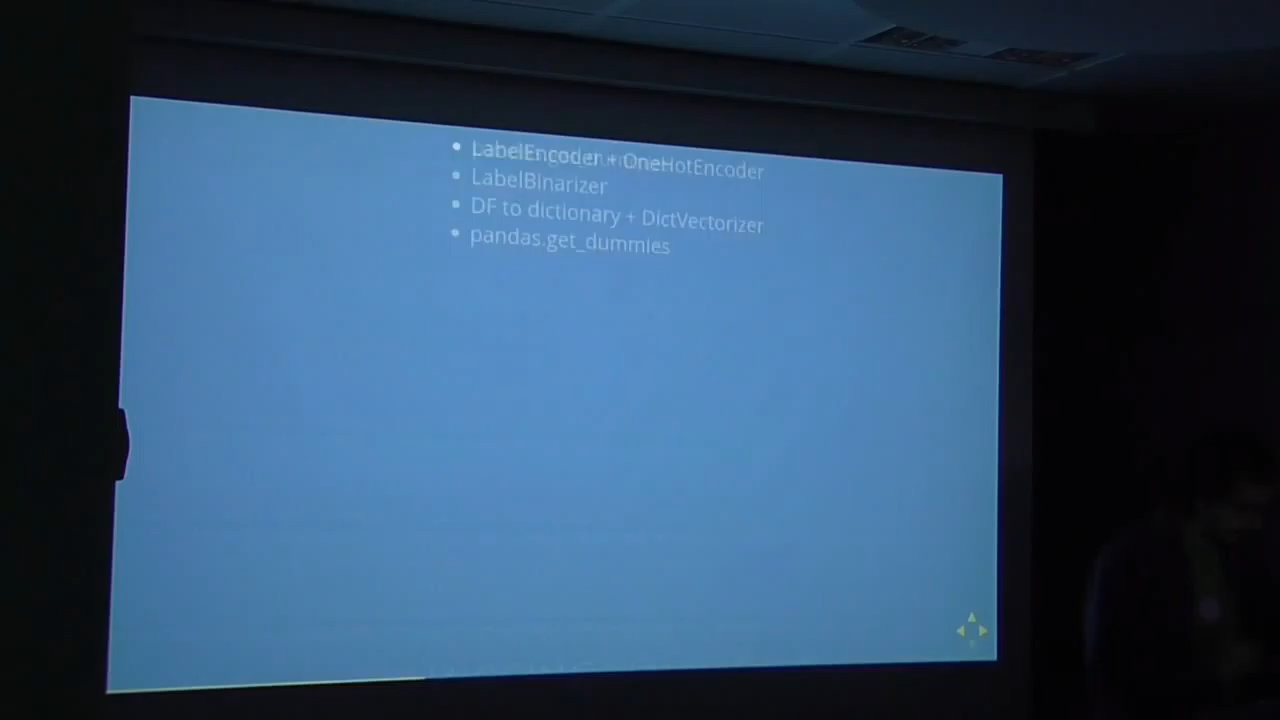 LabelEncoder + OneHotEncoder
LabelBinarizer
DF to dictionary + DictVectorizer
pandas.get_dummies